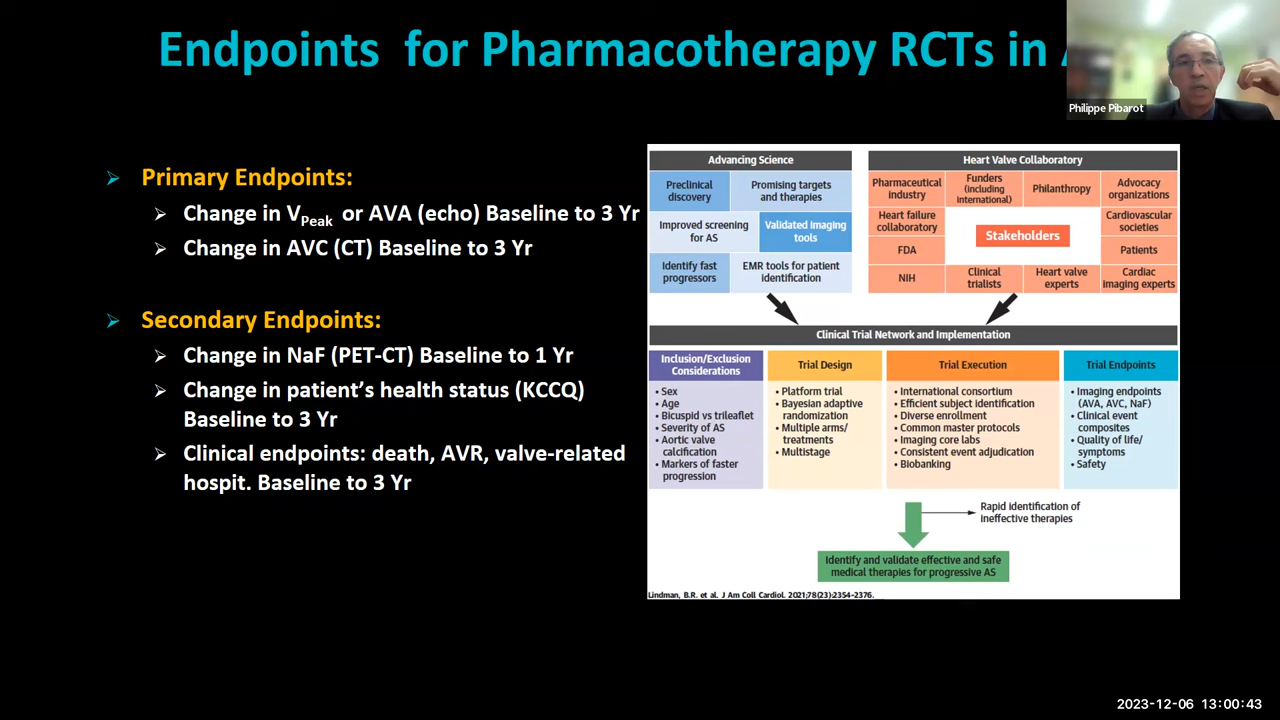 Endpoints for Pharmacotherapy RCTs in
Philippe Pibarot
Primary Endpoints:
Change in VPeak or AVA (echo) Baseline to 3 Yr
Change in AVC (CT) Baseline to 3 Yr
Secondary Endpoints:
Change in NaF (PET-CT) Baseline to 1 Yr
Change in patient’s health status (KCCQ)
Baseline to 3 Yr
Clinical endpoints: death, AVR, valve-related
hospit. Baseline to 3 Yr
Advancing Science
Preclinical
discovery
Promising targets
and therapies
Improved screening
for AS
Validated imaging
tools
Identify fast
progressors
EMR tools for patient
identification
Heart Valve Collaboratory
Pharmaceutical
industry
Funders
(including
international)
Philanthropy
Advocacy
organizations
Heart failure
collaboratory
Stakeholders
Cardiovascular
societies
FDA
Patients
NIH
Clinical
trialists
Heart valve
experts
Cardiac
imaging experts
Clinical Trial Network and Implementation
Inclusion/Exclusion
Considerations
• Sex
• Age
• Bicuspid vs trileaflet
• Severity of AS
• Aortic valve
calcification
• Markers of faster
progression
Trial Design
• Platform trial
• Bayesian adaptive
randomization
• Multiple arms/
treatments
• Multistage
Trial Execution
• International consortium
• Efficient subject identification
• Diverse enrollment
• Common master protocols
• Imaging core labs
• Consistent event adjudication
• Biobanking
Trial Endpoints
• Imaging endpoints
(AVA, AVC, NaF)
• Clinical event
composites
• Quality of life/
symptoms
• Safety
Rapid identification of
ineffective therapies
Identify and validate effective and safe
medical therapies for progressive AS
Lindman, B.R. et al. J Am Coll Cardiol. 2021;78(23):2354-2376.
2023-12-06 13:00:43